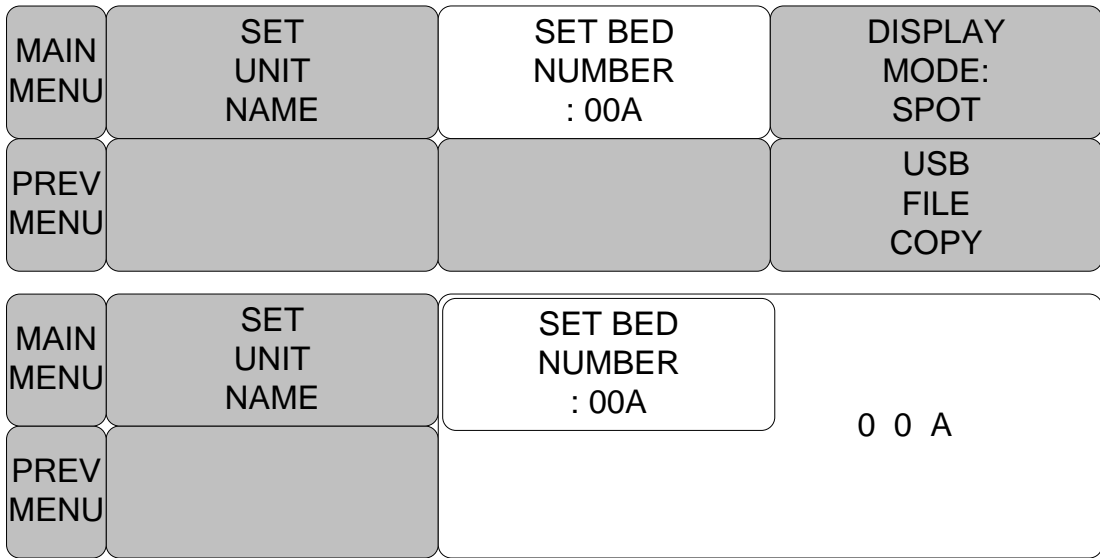 MAIN
MENU
SET
UNIT
NAME
SET BED
NUMBER
: 00A
DISPLAY
MODE:
SPOT
PREV
MENU
USB
FILE
COPY
MAIN
MENU
SET
UNIT
NAME
SET BED
NUMBER
: 00A
0 0 A
PREV
MENU